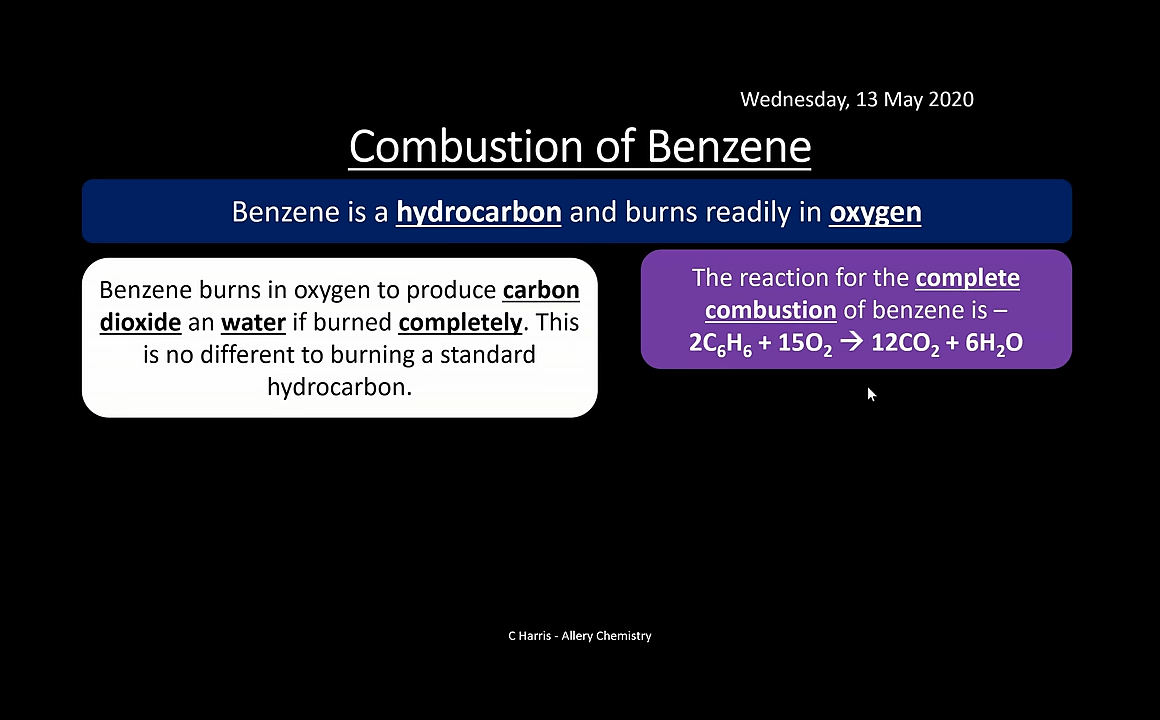 Wednesday, 13 May 2020
Combustion of Benzene
Benzene is a hydrocarbon and burns readily in oxygen
Benzene burns in oxygen to produce carbon
dioxide an water if burned completely. This
is no different to burning a standard
hydrocarbon.
The reaction for the complete
combustion of benzene is –
2C₆H₆ + 15O₂ → 12CO₂ + 6H₂O
C Harris - Allery Chemistry